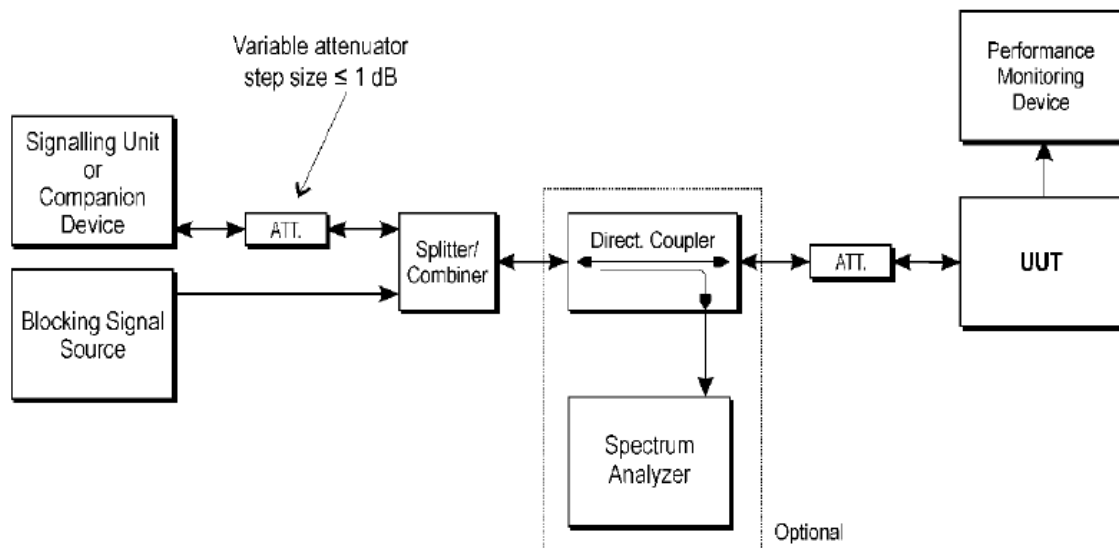 Variable attenuator
step size ≤ 1 dB
Performance
Monitoring
Device
Signalling Unit
or
Companion
Device
ATT.
Splitter/
Combiner
Direct. Coupler
ATT.
UUT
Blocking Signal
Source
Spectrum
Analyzer
Optional